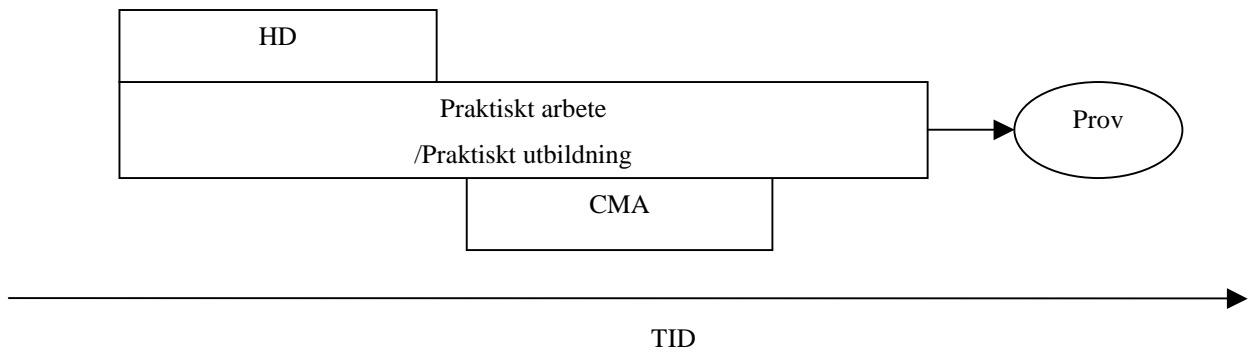 HD
Praktiskt arbete
/Praktiskt utbildning
Prov
CMA
TID